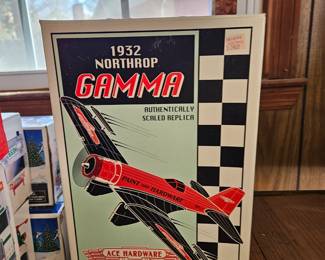 1932
NORTHROP
GAMMA
AUTHENTICALLY
SCALED REPLICA
PAINT AND HARDWARE
ACE HARDWARE